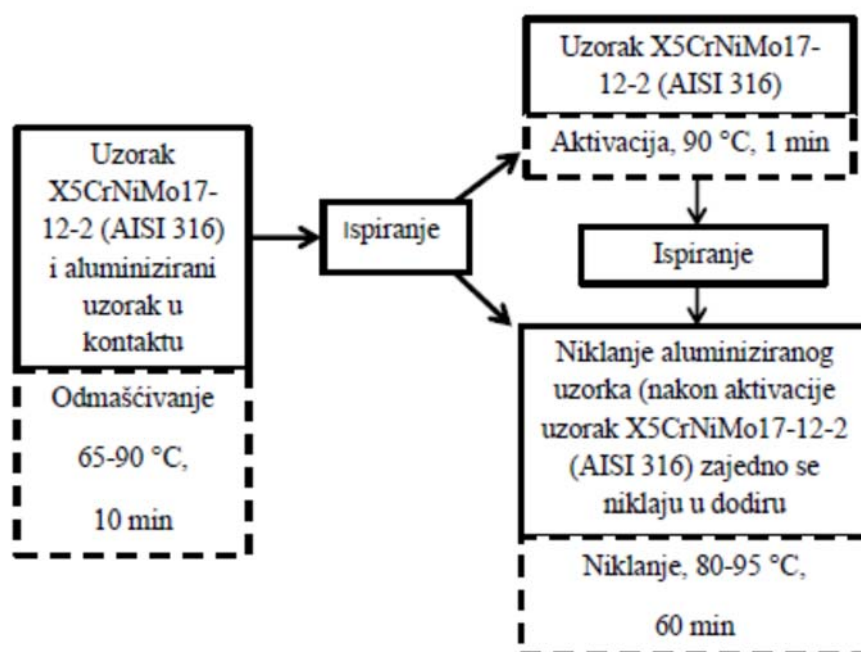 Uzorak
X5CrNiMo17-
12-2 (AISI 316)
i aluminizirani
uzorak u
kontaktu
Odmašćivanje
65-90 °C,
10 min
Ispiranje
Uzorak X5CrNiMo17-
12-2 (AISI 316)
Aktivacija, 90 °C, 1 min
Ispiranje
Niklanje aluminiziranog
uzorka (nakon aktivacije
uzorak X5CrNiMo17-12-2
(AISI 316) zajedno se
niklaju u dodiru
Niklanje, 80-95 °C,
60 min